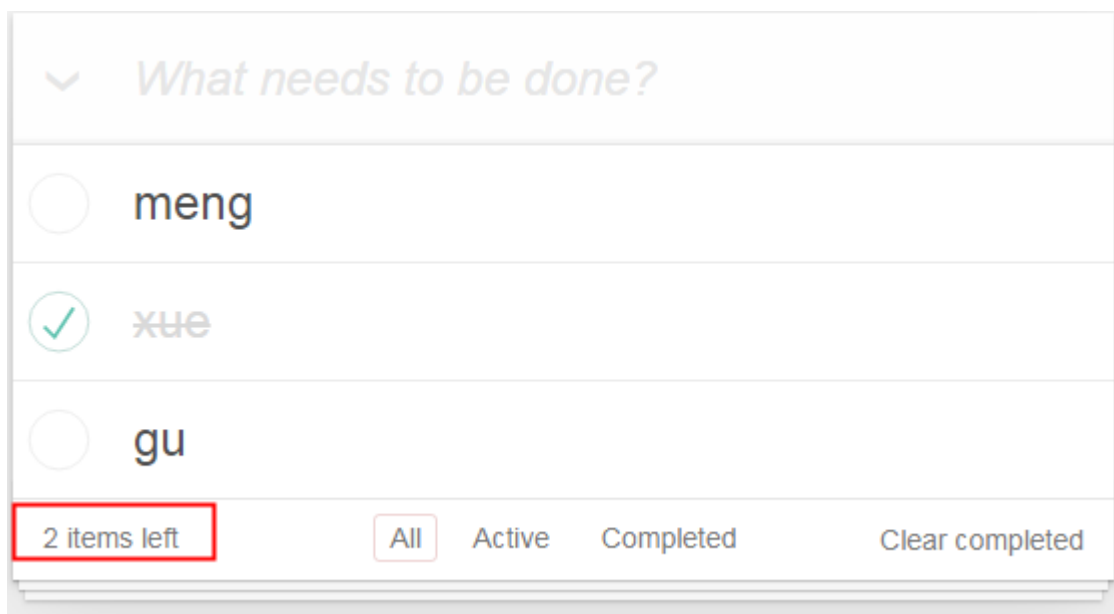 What needs to be done?
meng
xue
gu
2 items left All Active Completed Clear completed